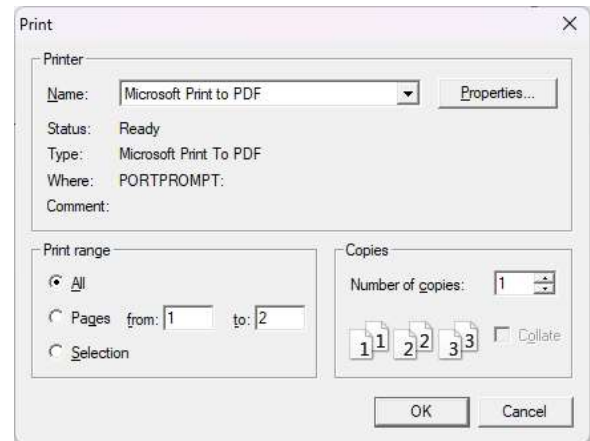 Print
Printer
Name: Microsoft Print to PDF Properties...
Status: Ready
Type: Microsoft Print To PDF
Where: PORTPROMPT:
Comment:
Print range
All
Pages from: 1 to: 2
Selection
Copies
Number of copies: 1
1 1 2 2 3 3 Collate
OK Cancel